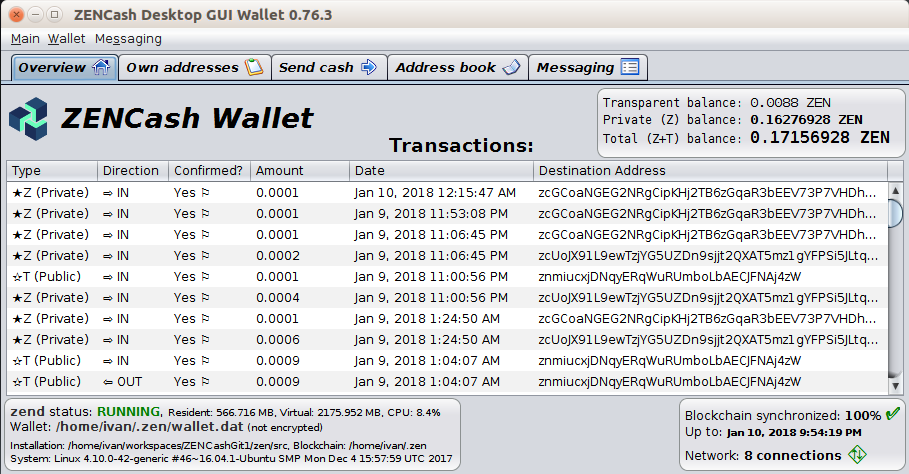 ZENCash Desktop GUI Wallet 0.76.3
Main Wallet Messaging
Overview Own addresses Send cash Address book Messaging
ZENCash Wallet
Transactions:
Transparent balance: 0.0088 ZEN
Private (Z) balance: 0.16276928 ZEN
Total (Z+T) balance: 0.17156928 ZEN
Type Direction Confirmed? Amount Date Destination Address
★Z (Private) ⇨ IN Yes ⚐ 0.0001 Jan 10, 2018 12:15:47 AM zcGCoaNGEG2NRgCipKHj2TB6zGqaR3bEEV73P7VHDh...
★Z (Private) ⇨ IN Yes ⚐ 0.0001 Jan 9, 2018 11:53:08 PM zcGCoaNGEG2NRgCipKHj2TB6zGqaR3bEEV73P7VHDh...
★Z (Private) ⇨ IN Yes ⚐ 0.0001 Jan 9, 2018 11:06:45 PM zcGCoaNGEG2NRgCipKHj2TB6zGqaR3bEEV73P7VHDh...
★Z (Private) ⇨ IN Yes ⚐ 0.0002 Jan 9, 2018 11:06:45 PM zcUoJX91L9ewTzjYG5UZDn9sjjt2QXAT5mz1gYFPSi5JLtq...
☆T (Public) ⇨ IN Yes ⚐ 0.0001 Jan 9, 2018 11:00:56 PM znmiucxjDNqyERqWuRUmboLbAECJFNAj4zW
★Z (Private) ⇨ IN Yes ⚐ 0.0004 Jan 9, 2018 11:00:56 PM zcUoJX91L9ewTzjYG5UZDn9sjjt2QXAT5mz1gYFPSi5JLtq...
★Z (Private) ⇨ IN Yes ⚐ 0.0001 Jan 9, 2018 1:24:50 AM zcGCoaNGEG2NRgCipKHj2TB6zGqaR3bEEV73P7VHDh...
★Z (Private) ⇨ IN Yes ⚐ 0.0006 Jan 9, 2018 1:24:50 AM zcUoJX91L9ewTzjYG5UZDn9sjjt2QXAT5mz1gYFPSi5JLtq...
☆T (Public) ⇨ IN Yes ⚐ 0.0009 Jan 9, 2018 1:04:07 AM znmiucxjDNqyERqWuRUmboLbAECJFNAj4zW
☆T (Public) ⇦ OUT Yes ⚐ 0.0009 Jan 9, 2018 1:04:07 AM znmiucxjDNqyERqWuRUmboLbAECJFNAj4zW
zend status: RUNNING, Resident: 566.716 MB, Virtual: 2175.952 MB, CPU: 8.4%
Wallet: /home/ivan/.zen/wallet.dat (not encrypted)
Installation: /home/ivan/workspaces/ZENCashGit1/zen/src, Blockchain: /home/ivan/.zen
System: Linux 4.10.0-42-generic #46~16.04.1-Ubuntu SMP Mon Dec 4 15:57:59 UTC 2017
Blockchain synchronized: 100% ✔
Up to: Jan 10, 2018 9:54:19 PM
Network: 8 connections